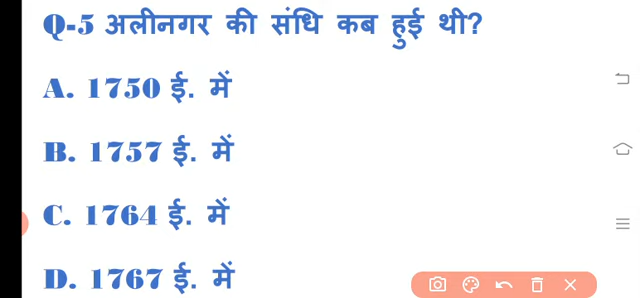 Q-5 अलीनगर की संधि कब हुई थी?
A. 1750 ई. में
B. 1757 ई. में
C. 1764 ई. में
D. 1767 ई. में